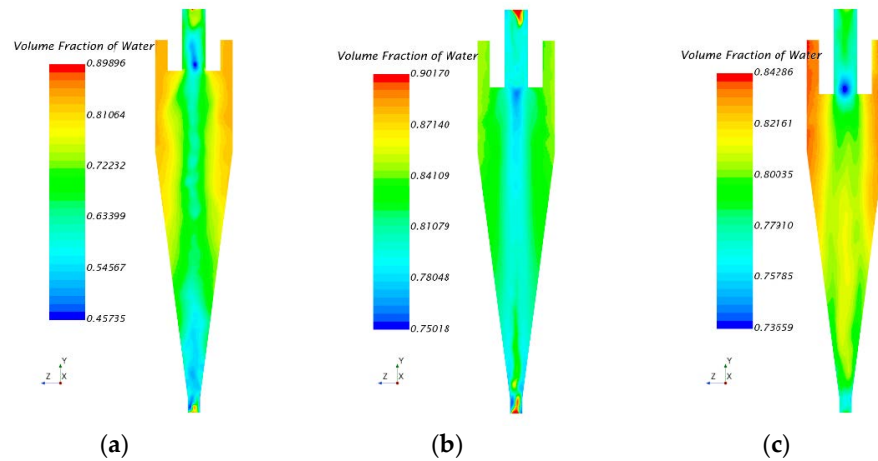 Volume Fraction of Water
0.89896
0.81064
0.72232
0.63399
0.54567
0.45735
Y
Z X
(a)
Volume Fraction of Water
0.90170
0.87140
0.84109
0.81079
0.78048
0.75018
Y
Z X
(b)
Volume Fraction of Water
0.84286
0.82161
0.80035
0.77910
0.75785
0.73659
Y
Z X
(c)